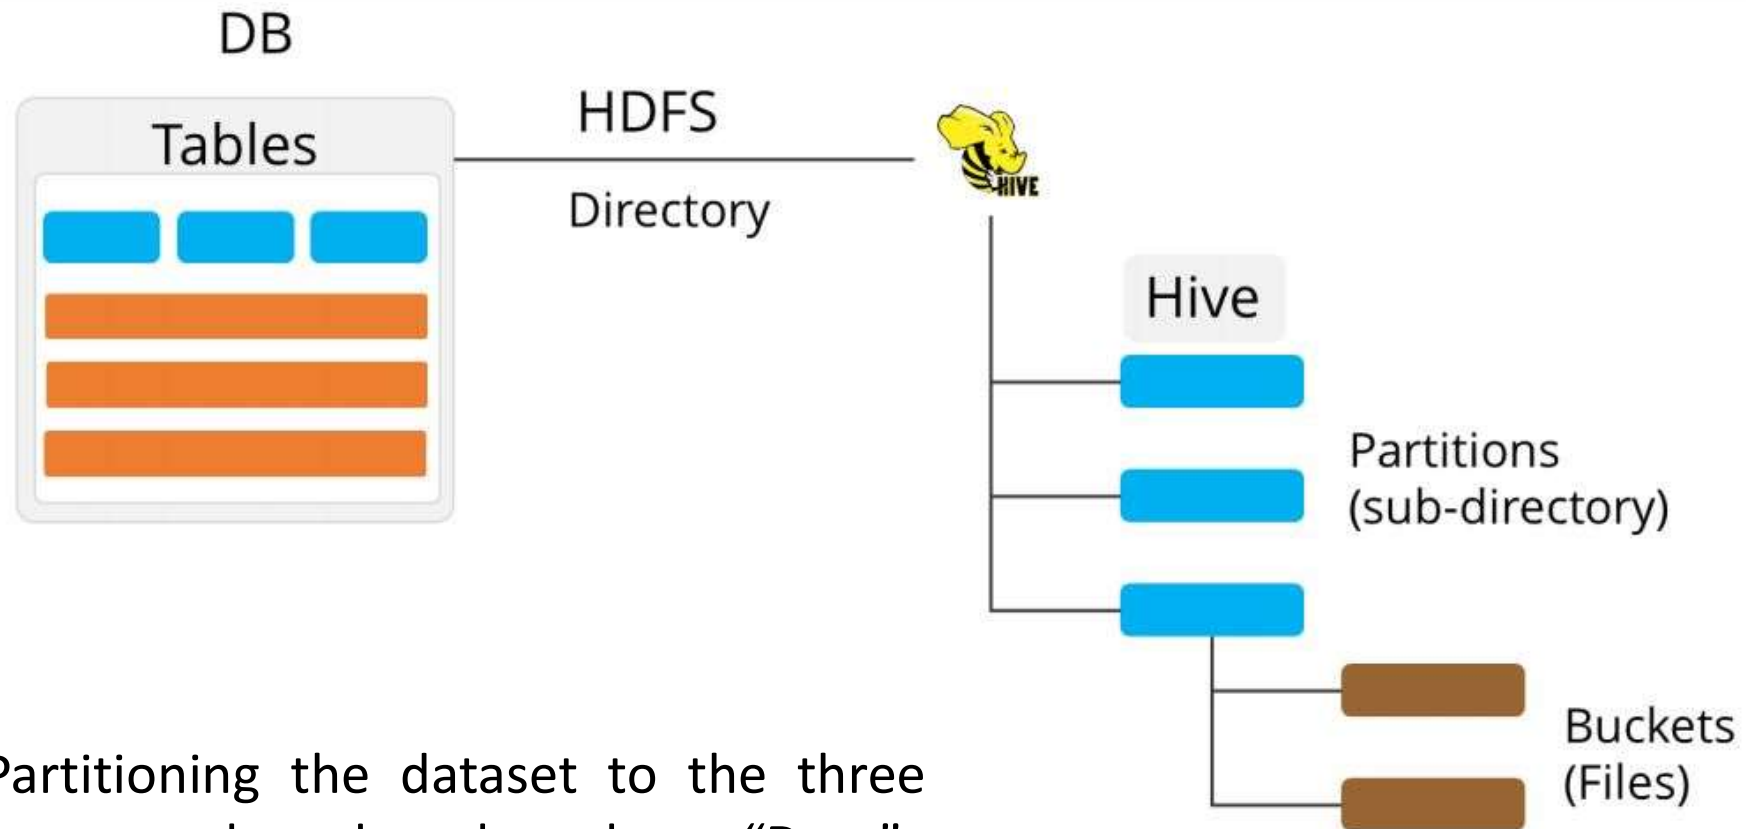 DB
Tables
HDFS
Directory
HIVE
Hive
Partitions
(sub-directory)
Buckets
(Files)
Partitioning the dataset to the three